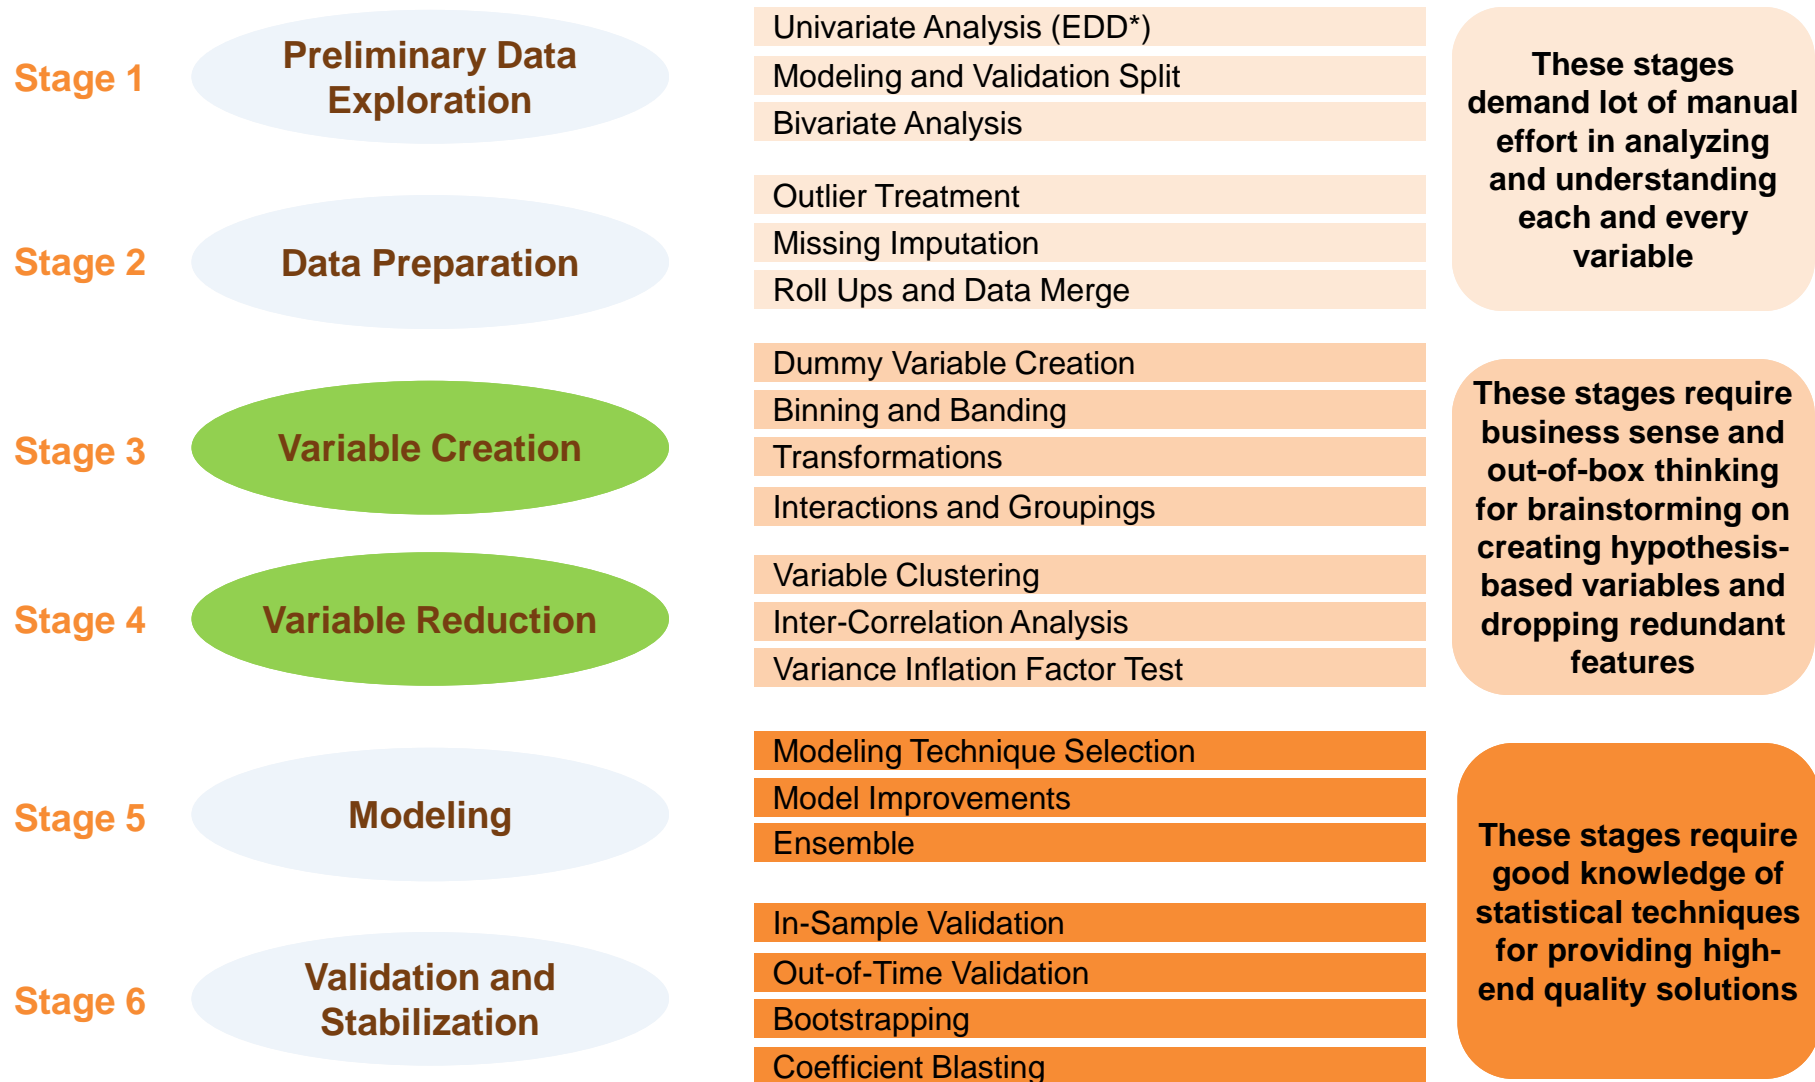 Stage 1
Preliminary Data
Exploration
Univariate Analysis (EDD*)
Modeling and Validation Split
Bivariate Analysis
These stages
demand lot of manual
effort in analyzing
and understanding
each and every
variable
Stage 2
Data Preparation
Outlier Treatment
Missing Imputation
Roll Ups and Data Merge
Stage 3
Variable Creation
Dummy Variable Creation
Binning and Banding
Transformations
Interactions and Groupings
These stages require
business sense and
out-of-box thinking
for brainstorming on
creating hypothesis-
based variables and
dropping redundant
features
Stage 4
Variable Reduction
Variable Clustering
Inter-Correlation Analysis
Variance Inflation Factor Test
Stage 5
Modeling
Modeling Technique Selection
Model Improvements
Ensemble
These stages require
good knowledge of
statistical techniques
for providing high-
end quality solutions
Stage 6
Validation and
Stabilization
In-Sample Validation
Out-of-Time Validation
Bootstrapping
Coefficient Blasting